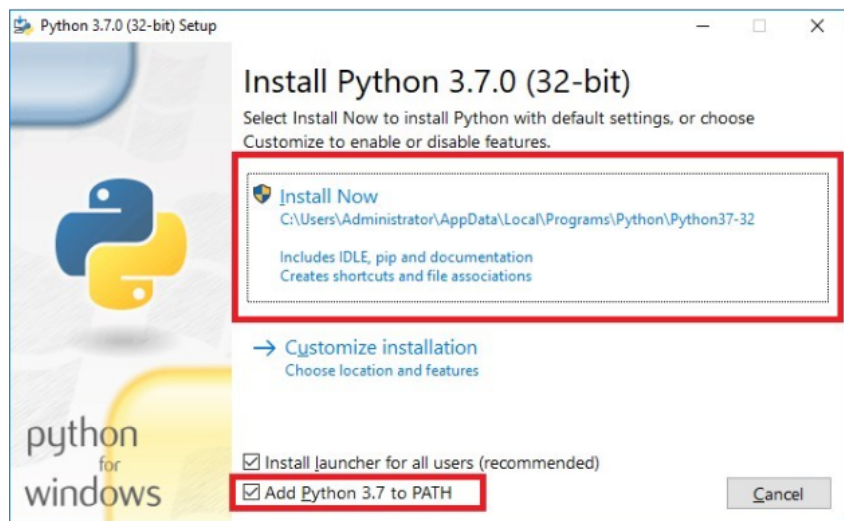 Python 3.7.0 (32-bit) Setup
Install Python 3.7.0 (32-bit)
Select Install Now to install Python with default settings, or choose
Customize to enable or disable features.
Install Now
C:\Users\Administrator\AppData\Local\Programs\Python\Python37-32
Includes IDLE, pip and documentation
Creates shortcuts and file associations
→ Customize installation
Choose location and features
python
for
windows
Install launcher for all users (recommended)
Add Python 3.7 to PATH
Cancel